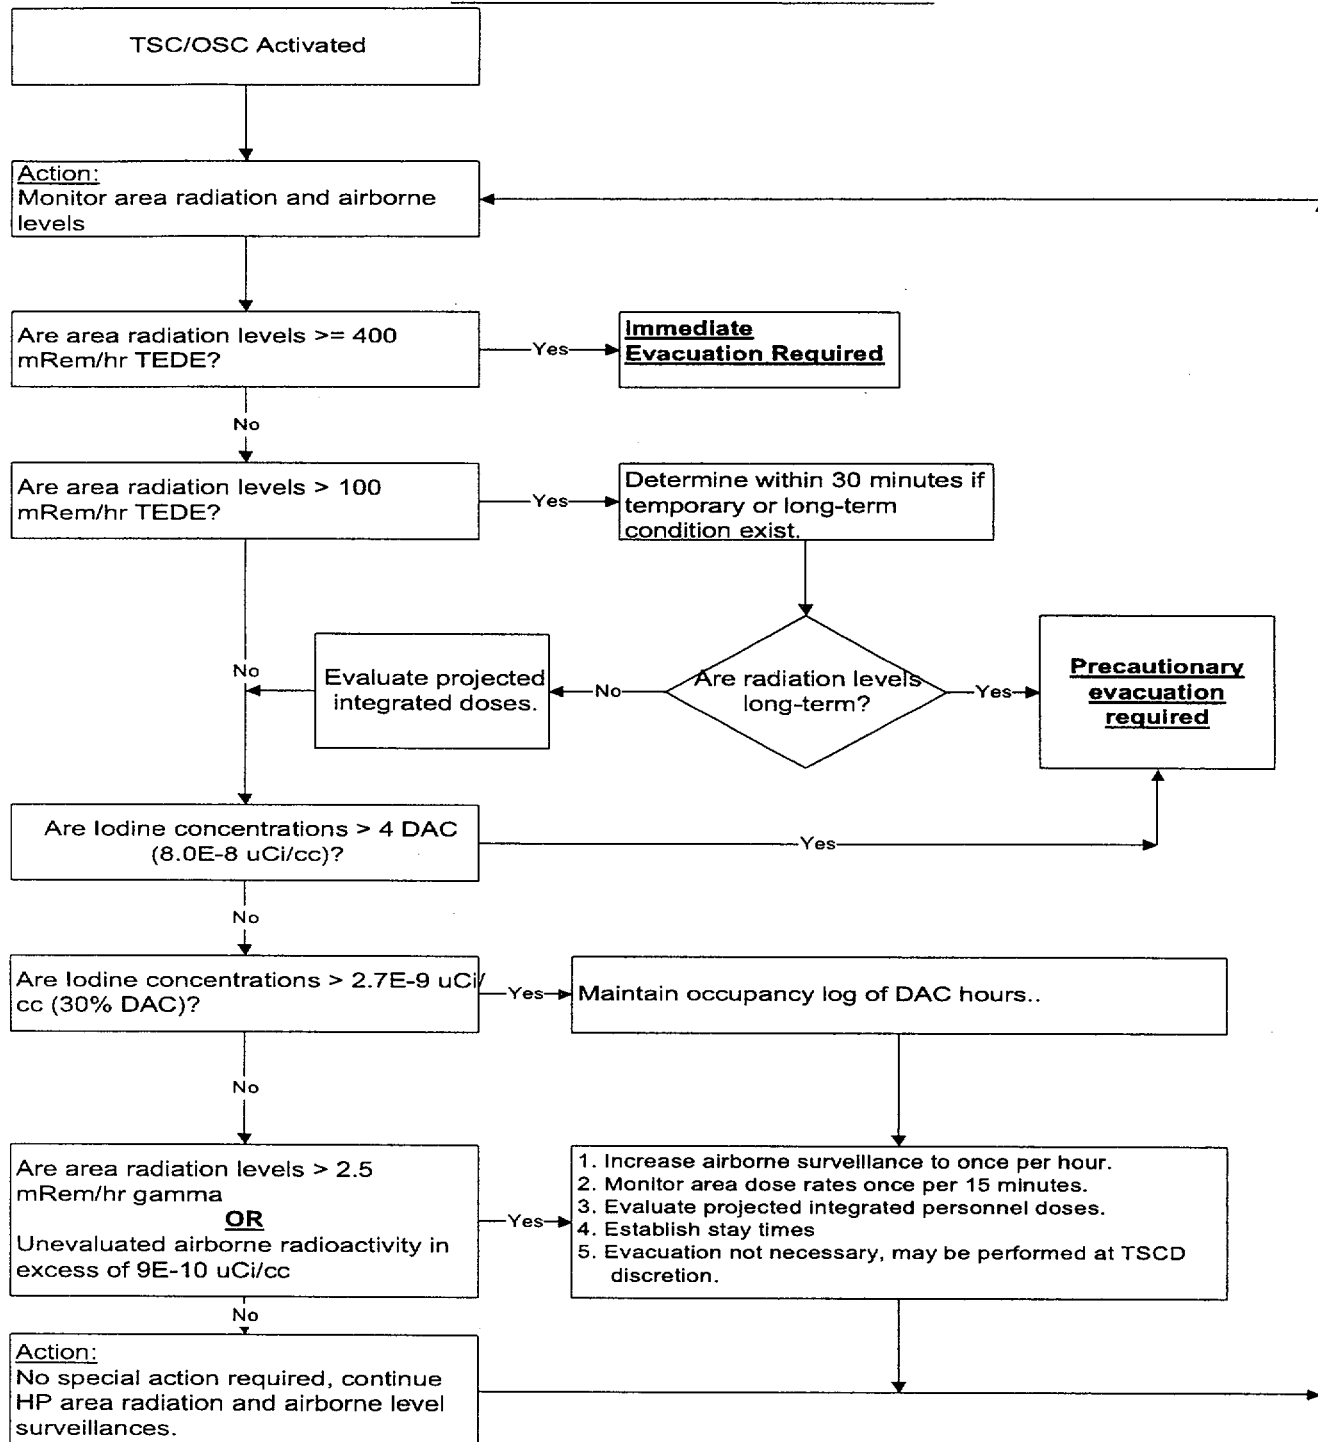 TSC/OSC Activated
Action:
Monitor area radiation and airborne
levels
Are area radiation levels >= 400
mRem/hr TEDE?
Yes
Immediate
Evacuation Required
No
Are area radiation levels > 100
mRem/hr TEDE?
Yes
Determine within 30 minutes if
temporary or long-term
condition exist.
No
Evaluate projected
integrated doses.
No
Are radiation levels
long-term?
Yes
Precautionary
evacuation
required
Are Iodine concentrations > 4 DAC
(8.0E-8 uCi/cc)?
Yes
No
Are Iodine concentrations > 2.7E-9 uCi/
cc (30% DAC)?
Yes
Maintain occupancy log of DAC hours..
No
Are area radiation levels > 2.5
mRem/hr gamma
OR
Unevaluated airborne radioactivity in
excess of 9E-10 uCi/cc
Yes
1. Increase airborne surveillance to once per hour.
2. Monitor area dose rates once per 15 minutes.
3. Evaluate projected integrated personnel doses.
4. Establish stay times
5. Evacuation not necessary, may be performed at TSCD
discretion.
No
Action:
No special action required, continue
HP area radiation and airborne level
surveillances.